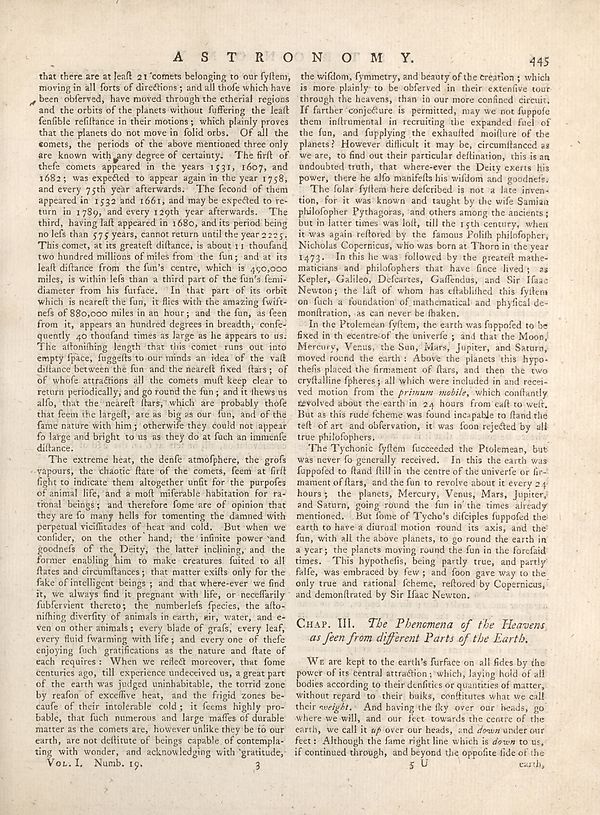 ASTRONOMY. 445
that there are at leaſt 21 comets belonging to our ſyſtem,
moving in all ſorts of directions; and all thoſe which have
been obſerved, have moved through the etherial regions
and the orbits of the planets without ſuffering the leaſt
ſenſible reſiſtance in their motions; which plainly proves
that the planets do not move in ſolid orbs. Of all the
comets, the periods of the above mentioned three only
are known with any degree of certainty. The firſt of
theſe comets appeared in the years 1531, 1607, and
1682; was expected to appear again in the year 1758,
and every 75th year afterwards. The ſecond of them
appeared in 1532 and 1661, and may be expected to re-
turn in 1789, and every 129th year afterwards. The
third, having laſt appeared in 1680, and its period being
no leſs than 575 years, cannot return until the year 2225.
This comet, at its greateſt diſtance, is about 11 thouſand
two hundred millions of miles from the ſun; and at its
leaſt diſtance from the ſun's centre, which is 490,000
miles, is within leſs than a third part of the ſun's ſemi-
diameter from his ſurface. In that part of its orbit
which is neareſt the ſun, it flies with the amazing ſwift-
neſs of 880,000 miles in an hour; and the ſun, as ſeen
from it, appears an hundred degrees in breadth, conſe-
quently 40 thouſand times as large as he appears to us.
The aſtoniſhing length that this comet runs out into
empty ſpace, ſuggeſts to our minds an idea of the vaſt
diſtance between the ſun and the neareſt fixed ſtars; of
of whoſe attractions all the comets muſt keep clear to
return periodically, and go round the ſun; and it ſhews us
alſo, that the neareſt ſtars, which are probably thoſe
that ſeem the largeſt, are as big as our ſun, and of the
ſame nature with him; otherwiſe they could not appear
ſo large and bright to us as they do at ſuch an immenſe
diſtance.
The extreme heat, the denſe atmoſphere, the groſs
vapours, the chaotic ſtate of the comets, ſeem at firſt
ſight to indicate them altogether unfit for the purpoſes
of animal life, and a moſt miſerable habitation for ra-
tional beings; and therefore ſome are of opinion that
they are ſo many hells for tomenting the damned with
perpetual viciſſitudes of heat and cold. But when we
conſider, on the other hand, the infinite power and
goodneſs of the Deity, the latter inclining, and the
former enabling him to make creatures ſuited to all
ſtates and circumſtances; that matter exiſts only for the
ſake of intelligent beings; and that where-ever we find
it, we always find it pregnant with life, or neceſſarily
ſubſervient thereto; the numberleſs ſpecies, the aſto-
niſhing diverſity of animals in earth, air, water, and e-
ven on other animals; every blade of graſs, every leaf,
every fluid ſwarming with life; and every one of theſe
enjoying ſuch gratifications as the nature and ſtate of
each requires: When we reflect moreover, that ſome
centuries ago, till experience undeceived us, a great part
of the earth was judged uninhabitable, the torrid zone
by reaſon of exceſſive heat, and the frigid zones be-
cauſe of their intolerable cold; it ſeems highly pro-
bable, that ſuch numerous and large maſſes of durable
matter as the comets are, however unlike they be to our
earth, are not deſtitute of beings capable of contempla-
ting with wonder, and acknowledging with gratitude,
VOL. I. Numb. 19. 3
the wiſdom, ſymmetry, and beauty of the creation; which
is more plainly to be obſerved in their extenſive tour
through the heavens, than in our more confined circuit.
If farther conjecture is permitted, may we not ſuppoſe
them inſtrumental in recruiting the expanded fuel of
the ſun, and ſupplying the exhauſted moiſture of the
planets? However difficult it may be, circumſtanced as
we are, to find out their particular deſtination, this is an
undoubted truth, that where-ever the Deity exerts his
power, there he alſo manifeſts his wiſdom and goodneſs.
The ſolar ſyſtem here deſcribed is not a late inven-
tion, for it was known and taught by the wiſe Samian
philoſopher Pythagoras, and others among the ancients;
but in latter times was loſt, till the 15th century, when
it was again reſtored by the famous Poliſh philoſopher,
Nicholas Copernicus, who was born at Thorn in the year
1473. In this he was followed by the greateſt mathe-
maticians and philoſophers that have ſince lived; as
Kepler, Galileo, Deſcartes, Gaſſendus, and Sir Iſaac
Newton; the laſt of whom has eſtabliſhed this ſyſtem
on ſuch a foundation of mathematical and phyſical de-
monſtration, as can never be ſhaken.
In the Ptolemean ſyſtem, the earth was ſuppoſed to be
fixed in the centre of the univerſe; and that the Moon,
Mercury, Venus, the Sun, Mars, Jupiter, and Saturn,
moved round the earth: Above the planets this hypo-
theſis placed the firmament of ſtars, and then the two
cryſtalline ſpheres; all which were included in and recei-
ved motion from the primum mobile, which conſtantly
revolved about the earth in 24 hours from eaſt to weſt.
But as this rude ſcheme was found incapable to ſtand the
teſt of art and obſervation, it was ſoon rejected by all
true philoſophers.
The Tychonic ſyſtem ſucceeded the Ptolemean, but
was never ſo generally received. In this the earth was
ſuppoſed to ſtand ſtill in the centre of the univerſe or fir-
mament of ſtars, and the ſun to revolve about it every 24
hours; the planets, Mercury, Venus, Mars, Jupiter,
and Saturn, going round the ſun in the times already
mentioned. But ſome of Tycho's diſciples ſuppoſed the
earth to have a diurnal motion round its axis, and the
ſun, with all the above planets, to go round the earth in
a year; the planets moving round the ſun in the foreſaid
times. This hypotheſis, being partly true, and partly
falſe, was embraced by few; and ſoon gave way to the
only true and rational ſcheme, reſtored by Copernicus,
and demonſtrated by Sir Iſaac Newton.
CHAP. III. The Phenomena of the Heavens
as ſeen from different Parts of the Earth.
WE are kept to the earth's ſurface on all ſides by the
power of its central attraction; which, laying hold of all
bodies according to their denſities or quantities of matter,
without regard to their bulks, conſtitutes what we call
their weight. And having the ſky over our heads, go
where we will, and our feet towards the centre of the
earth, we call it up over our heads, and down under our
feet: Although the ſame right line which is down to us,
if continued through, and beyond the oppoſite ſide of the
5 U earth,